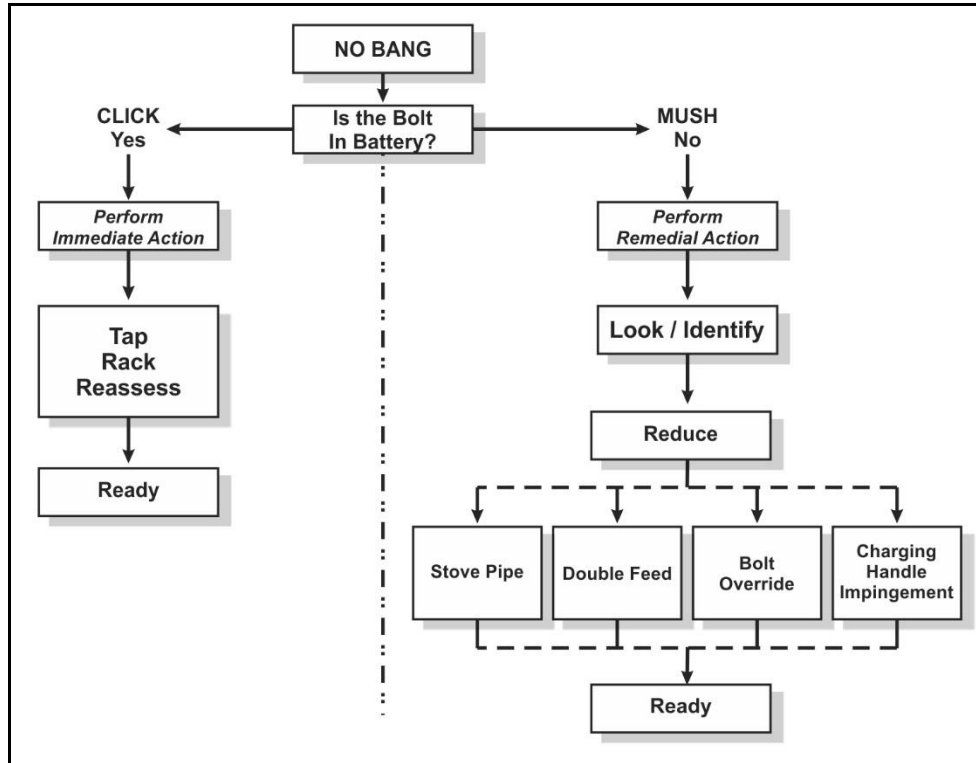 NO BANG
Is the Bolt
In Battery?
CLICK
Yes
MUSH
No
Perform
Immediate Action
Perform
Remedial Action
Tap
Rack
Reassess
Look / Identify
Reduce
Ready
Stove Pipe
Double Feed
Bolt
Override
Charging
Handle
Impingement
Ready